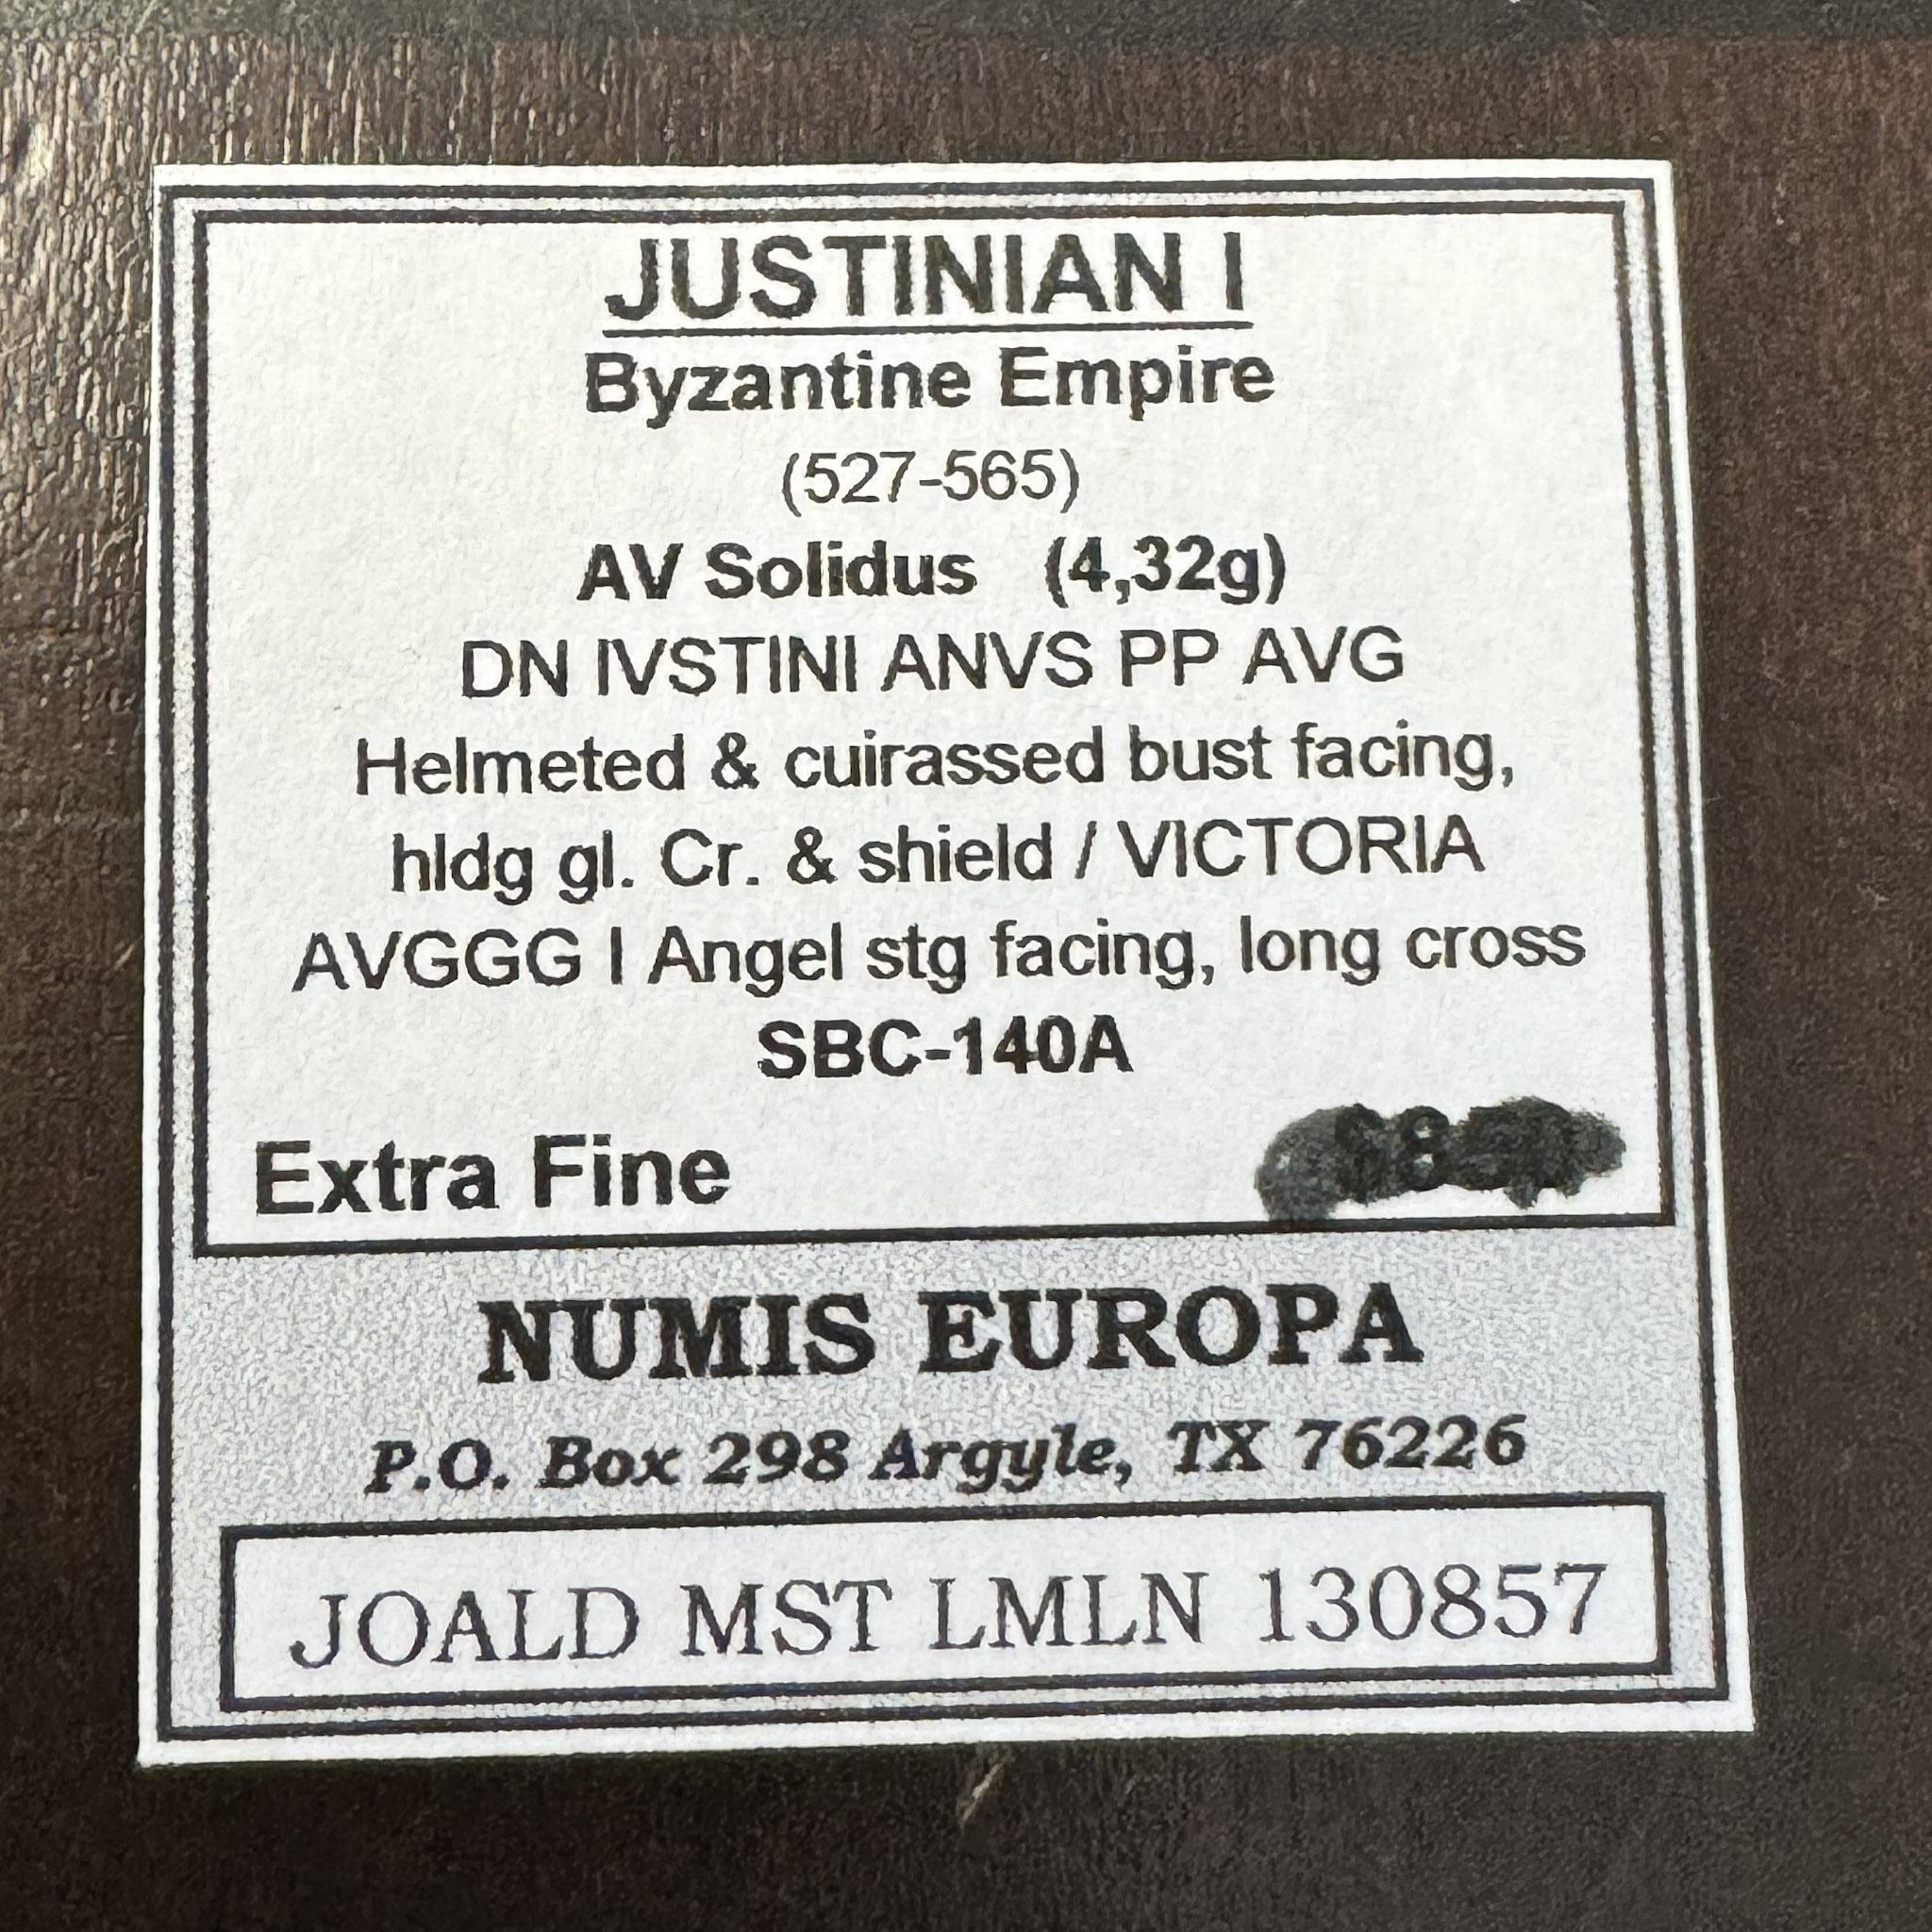 JUSTINIAN I
Byzantine Empire
(527-565)
AV Solidus (4,32g)
DN IVSTINI ANVS PP AVG
Helmeted & cuirassed bust facing,
hldg gl. Cr. & shield / VICTORIA
AVGGG I Angel stg facing, long cross
SBC-140A
Extra Fine
NUMIS EUROPA
P.O. Box 298 Argyle, TX 76226
JOALD MST LMLN 130857